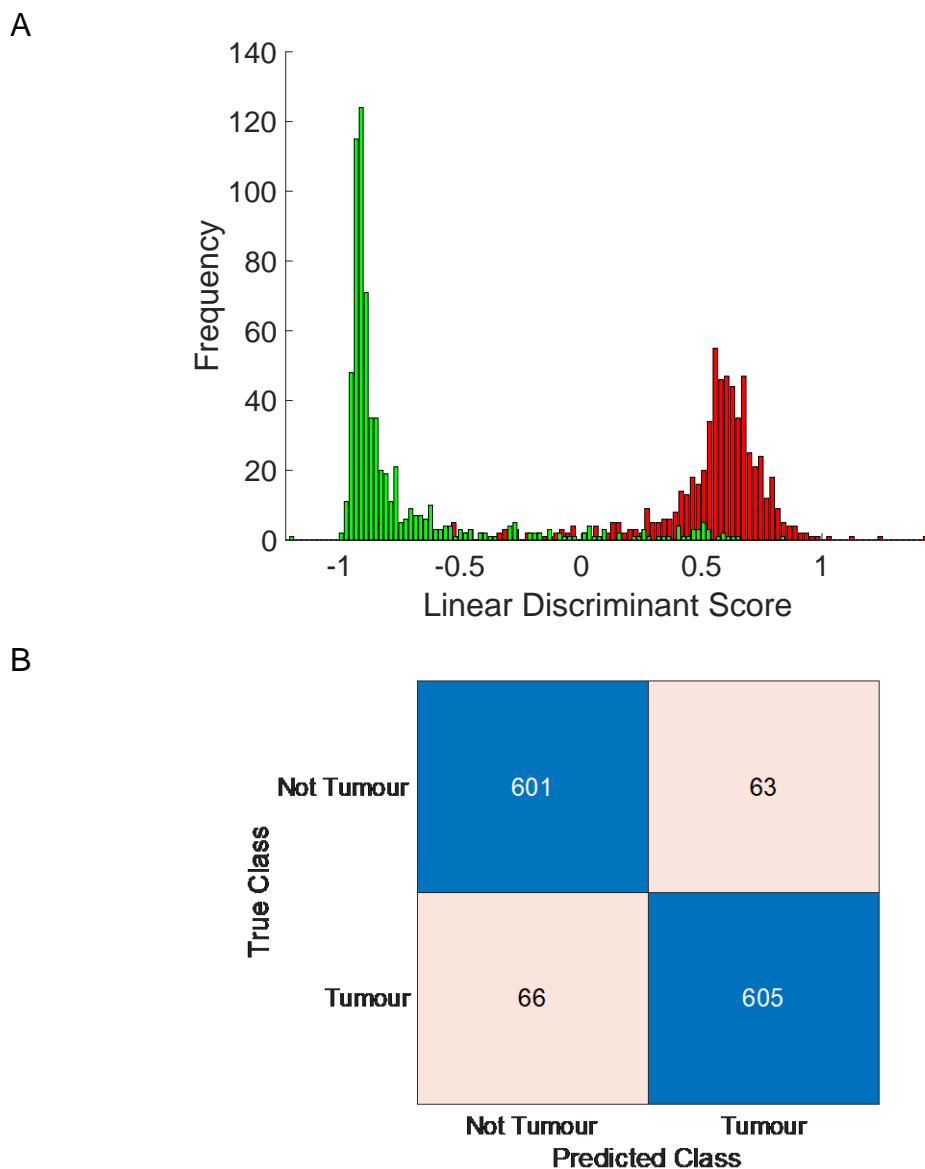 A
140
120
100
80
60
40
20
0
Frequency
-1 -0.5 0 0.5 1
Linear Discriminant Score
B
True Class
Not Tumour 601 63
Tumour 66 605
Not Tumour Tumour
Predicted Class